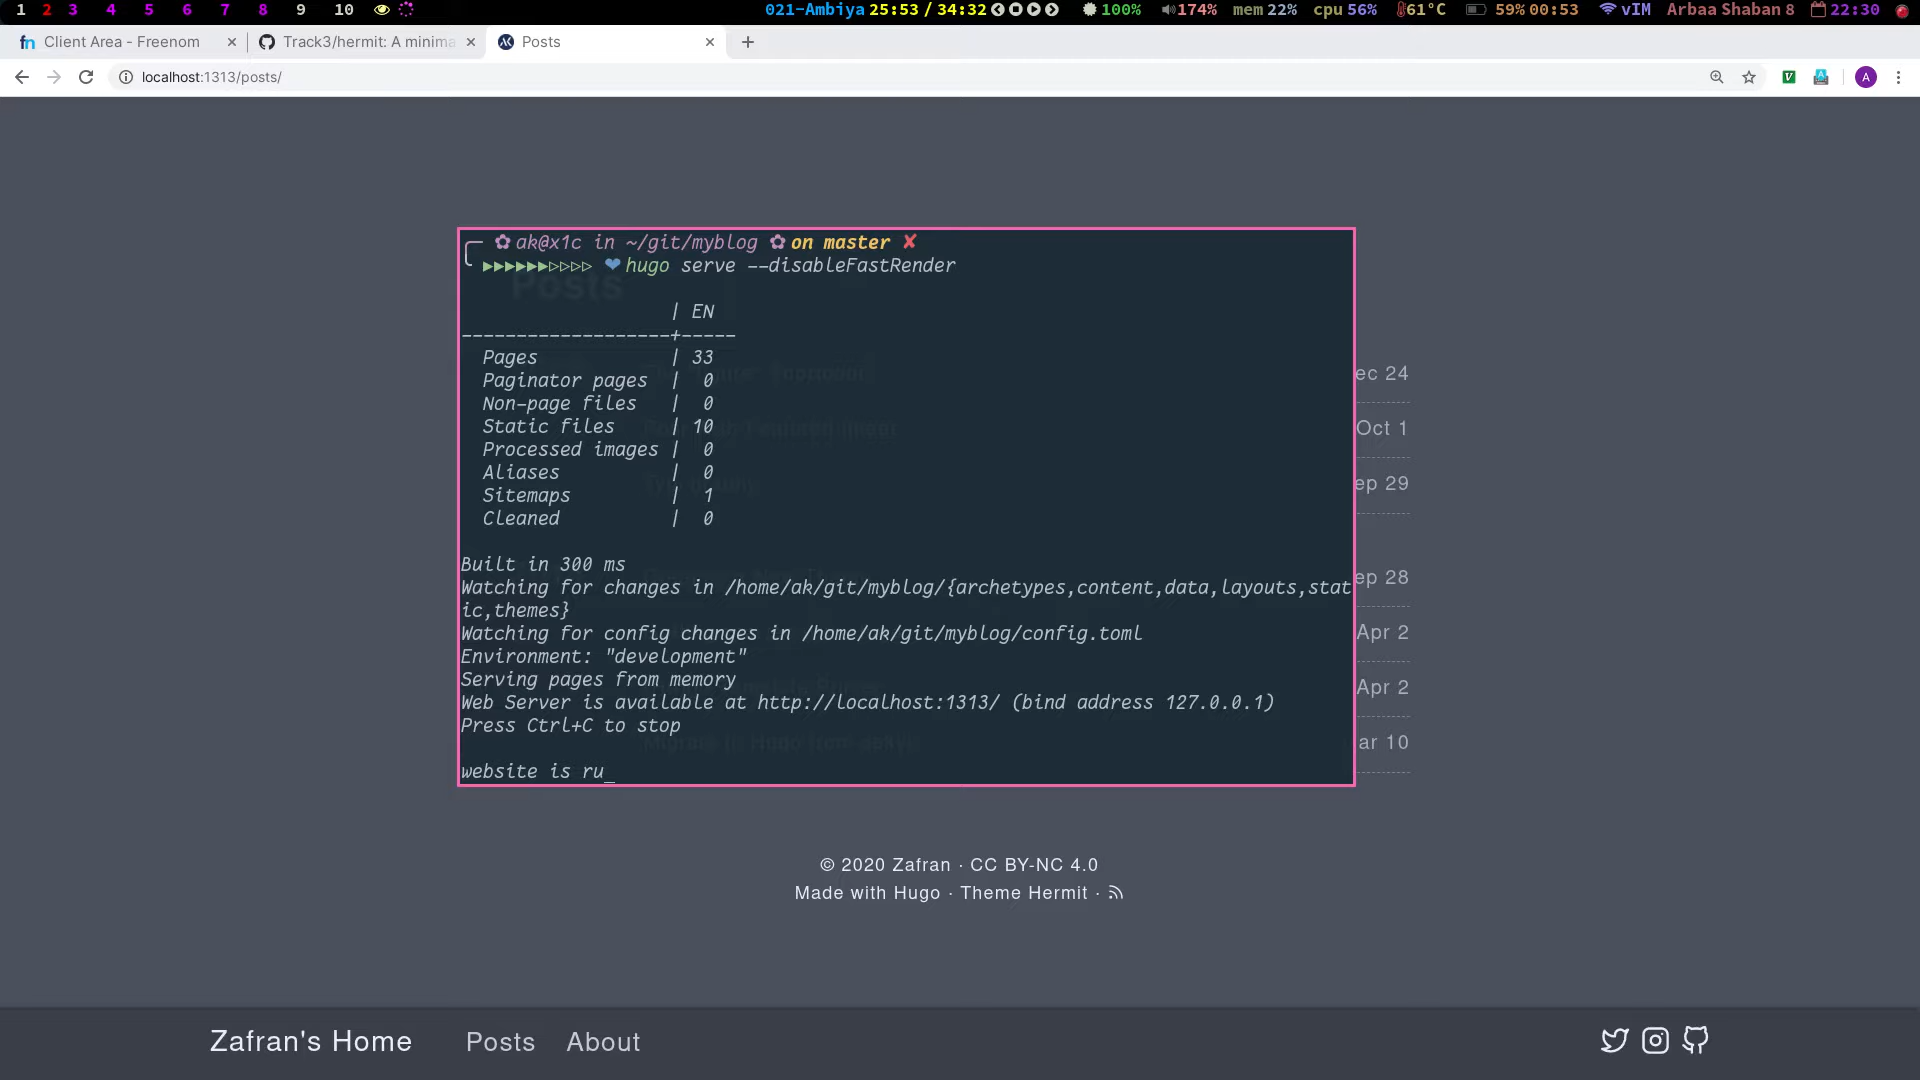 1 2 3 4 5 6 7 8 9 10 021-Ambiya 25:53 / 34:32 100% 174% mem 22% cpu 56% 61°C 59% 00:53 vIM Arbaa Shaban 8 22:30
Client Area - Freenom Track3/hermit: A minima Posts
localhost:1313/posts/
ak@x1c in ~/git/myblog on master ✘
▶▶▶▶▶▶▷▷▷▷ ❤ hugo serve --disableFastRender
Posts
| EN
-------------------+-----
Pages | 33
Paginator pages | 0
Non-page files | 0
Static files | 10
Processed images | 0
Aliases | 0
Sitemaps | 1
Cleaned | 0
ec 24
Oct 1
ep 29
ep 28
Apr 2
Apr 2
ar 10
Built in 300 ms
Watching for changes in /home/ak/git/myblog/{archetypes,content,data,layouts,stat
ic,themes}
Watching for config changes in /home/ak/git/myblog/config.toml
Environment: "development"
Serving pages from memory
Web Server is available at http://localhost:1313/ (bind address 127.0.0.1)
Press Ctrl+C to stop
Migrate to Hugo from Jekyll
website is ru_
© 2020 Zafran · CC BY-NC 4.0
Made with Hugo · Theme Hermit ·
Zafran's Home Posts About